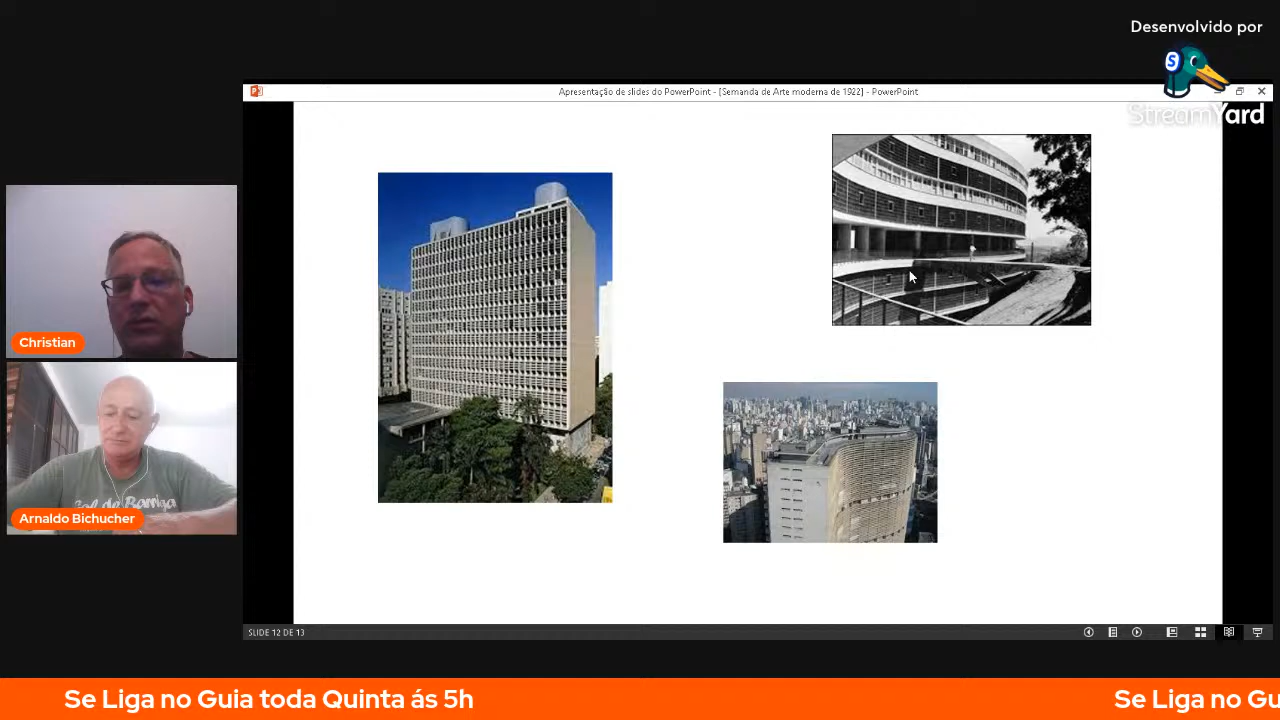 Desenvolvido por
StreamYard
Apresentação de slides do PowerPoint - [Semanda de Arte moderna de 1922] - PowerPoint
Christian
Arnaldo Bichucher
SLIDE 12 DE 13
Se Liga no Guia toda Quinta ás 5h
Se Liga no Gu